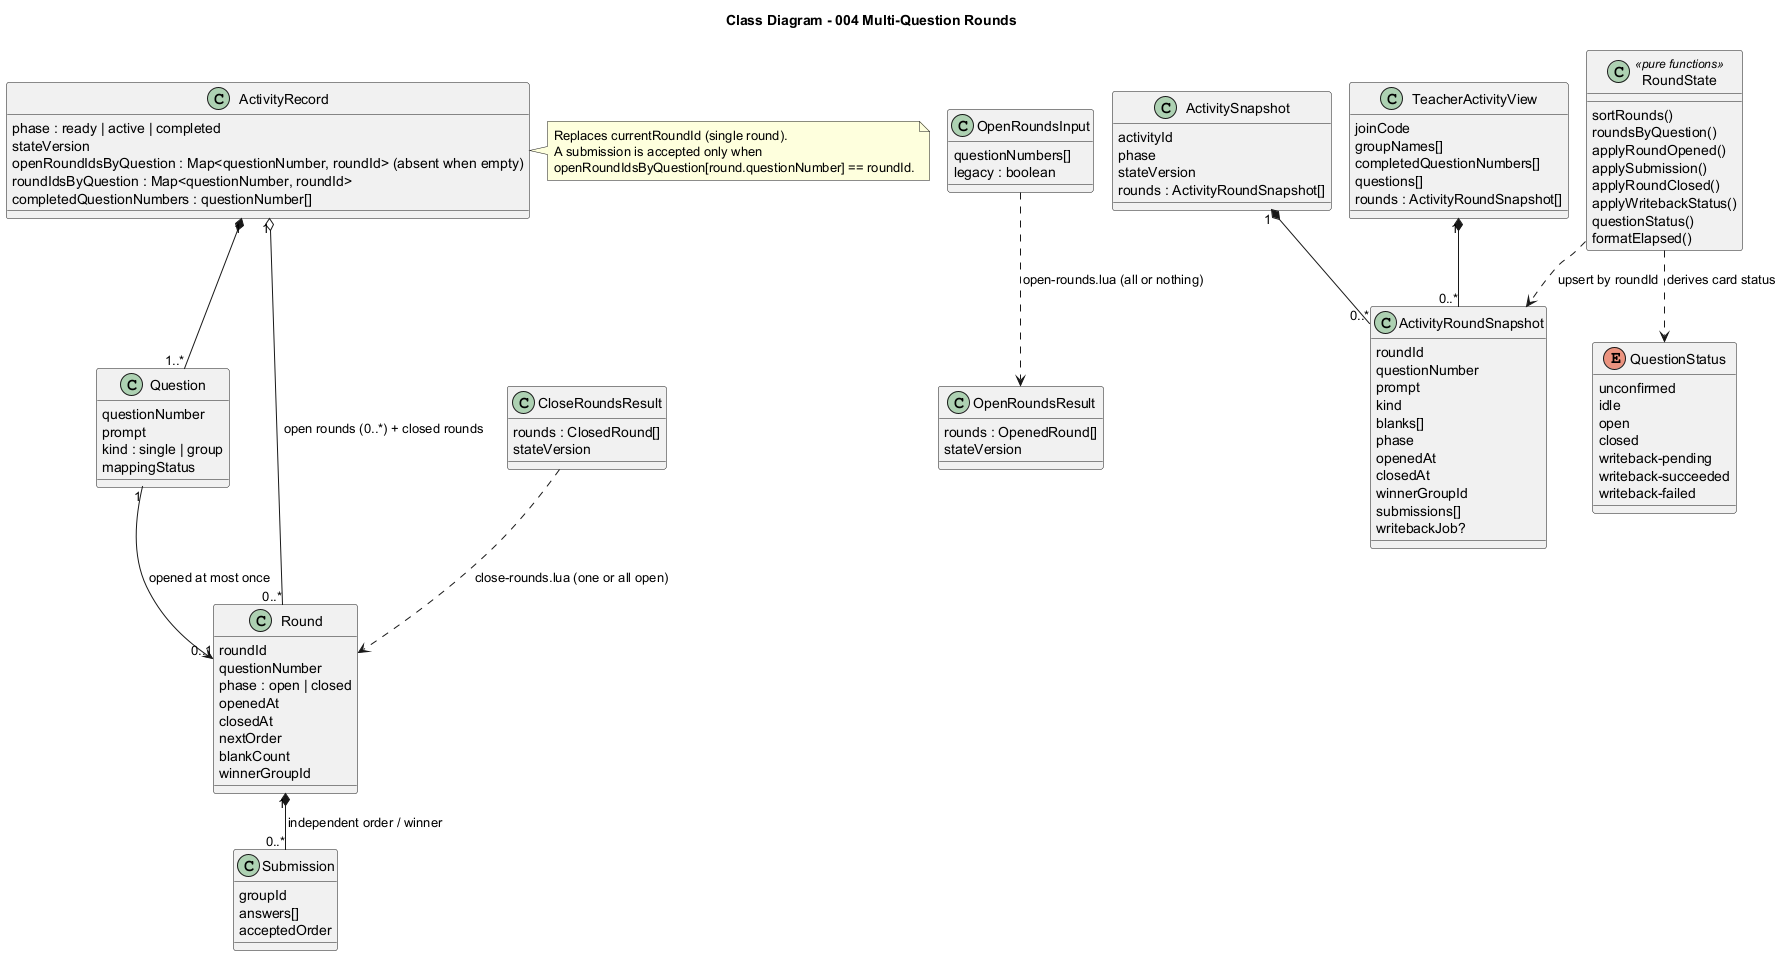 Class Diagram - 004 Multi-Question Rounds
C ActivityRecord
phase : ready | active | completed
stateVersion
openRoundIdsByQuestion : Map<questionNumber, roundId> (absent when empty)
roundIdsByQuestion : Map<questionNumber, roundId>
completedQuestionNumbers : questionNumber[]
Replaces currentRoundId (single round).
A submission is accepted only when
openRoundIdsByQuestion[round.questionNumber] == roundId.
C OpenRoundsInput
questionNumbers[]
legacy : boolean
C ActivitySnapshot
activityId
phase
stateVersion
rounds : ActivityRoundSnapshot[]
C TeacherActivityView
joinCode
groupNames[]
completedQuestionNumbers[]
questions[]
rounds : ActivityRoundSnapshot[]
C «pure functions»
RoundState
sortRounds()
roundsByQuestion()
applyRoundOpened()
applySubmission()
applyRoundClosed()
applyWritebackStatus()
questionStatus()
formatElapsed()
1
1
1
1
open-rounds.lua (all or nothing)
upsert by roundId
derives card status
1..*
0..*
0..*
C Question
questionNumber
prompt
kind : single | group
mappingStatus
open rounds (0..*) + closed rounds
C CloseRoundsResult
rounds : ClosedRound[]
stateVersion
C OpenRoundsResult
rounds : OpenedRound[]
stateVersion
C ActivityRoundSnapshot
roundId
questionNumber
prompt
kind
blanks[]
phase
openedAt
closedAt
winnerGroupId
submissions[]
writebackJob?
E QuestionStatus
unconfirmed
idle
open
closed
writeback-pending
writeback-succeeded
writeback-failed
1
opened at most once
close-rounds.lua (one or all open)
0..*
0..1
C Round
roundId
questionNumber
phase : open | closed
openedAt
closedAt
nextOrder
blankCount
winnerGroupId
1
independent order / winner
0..*
C Submission
groupId
answers[]
acceptedOrder